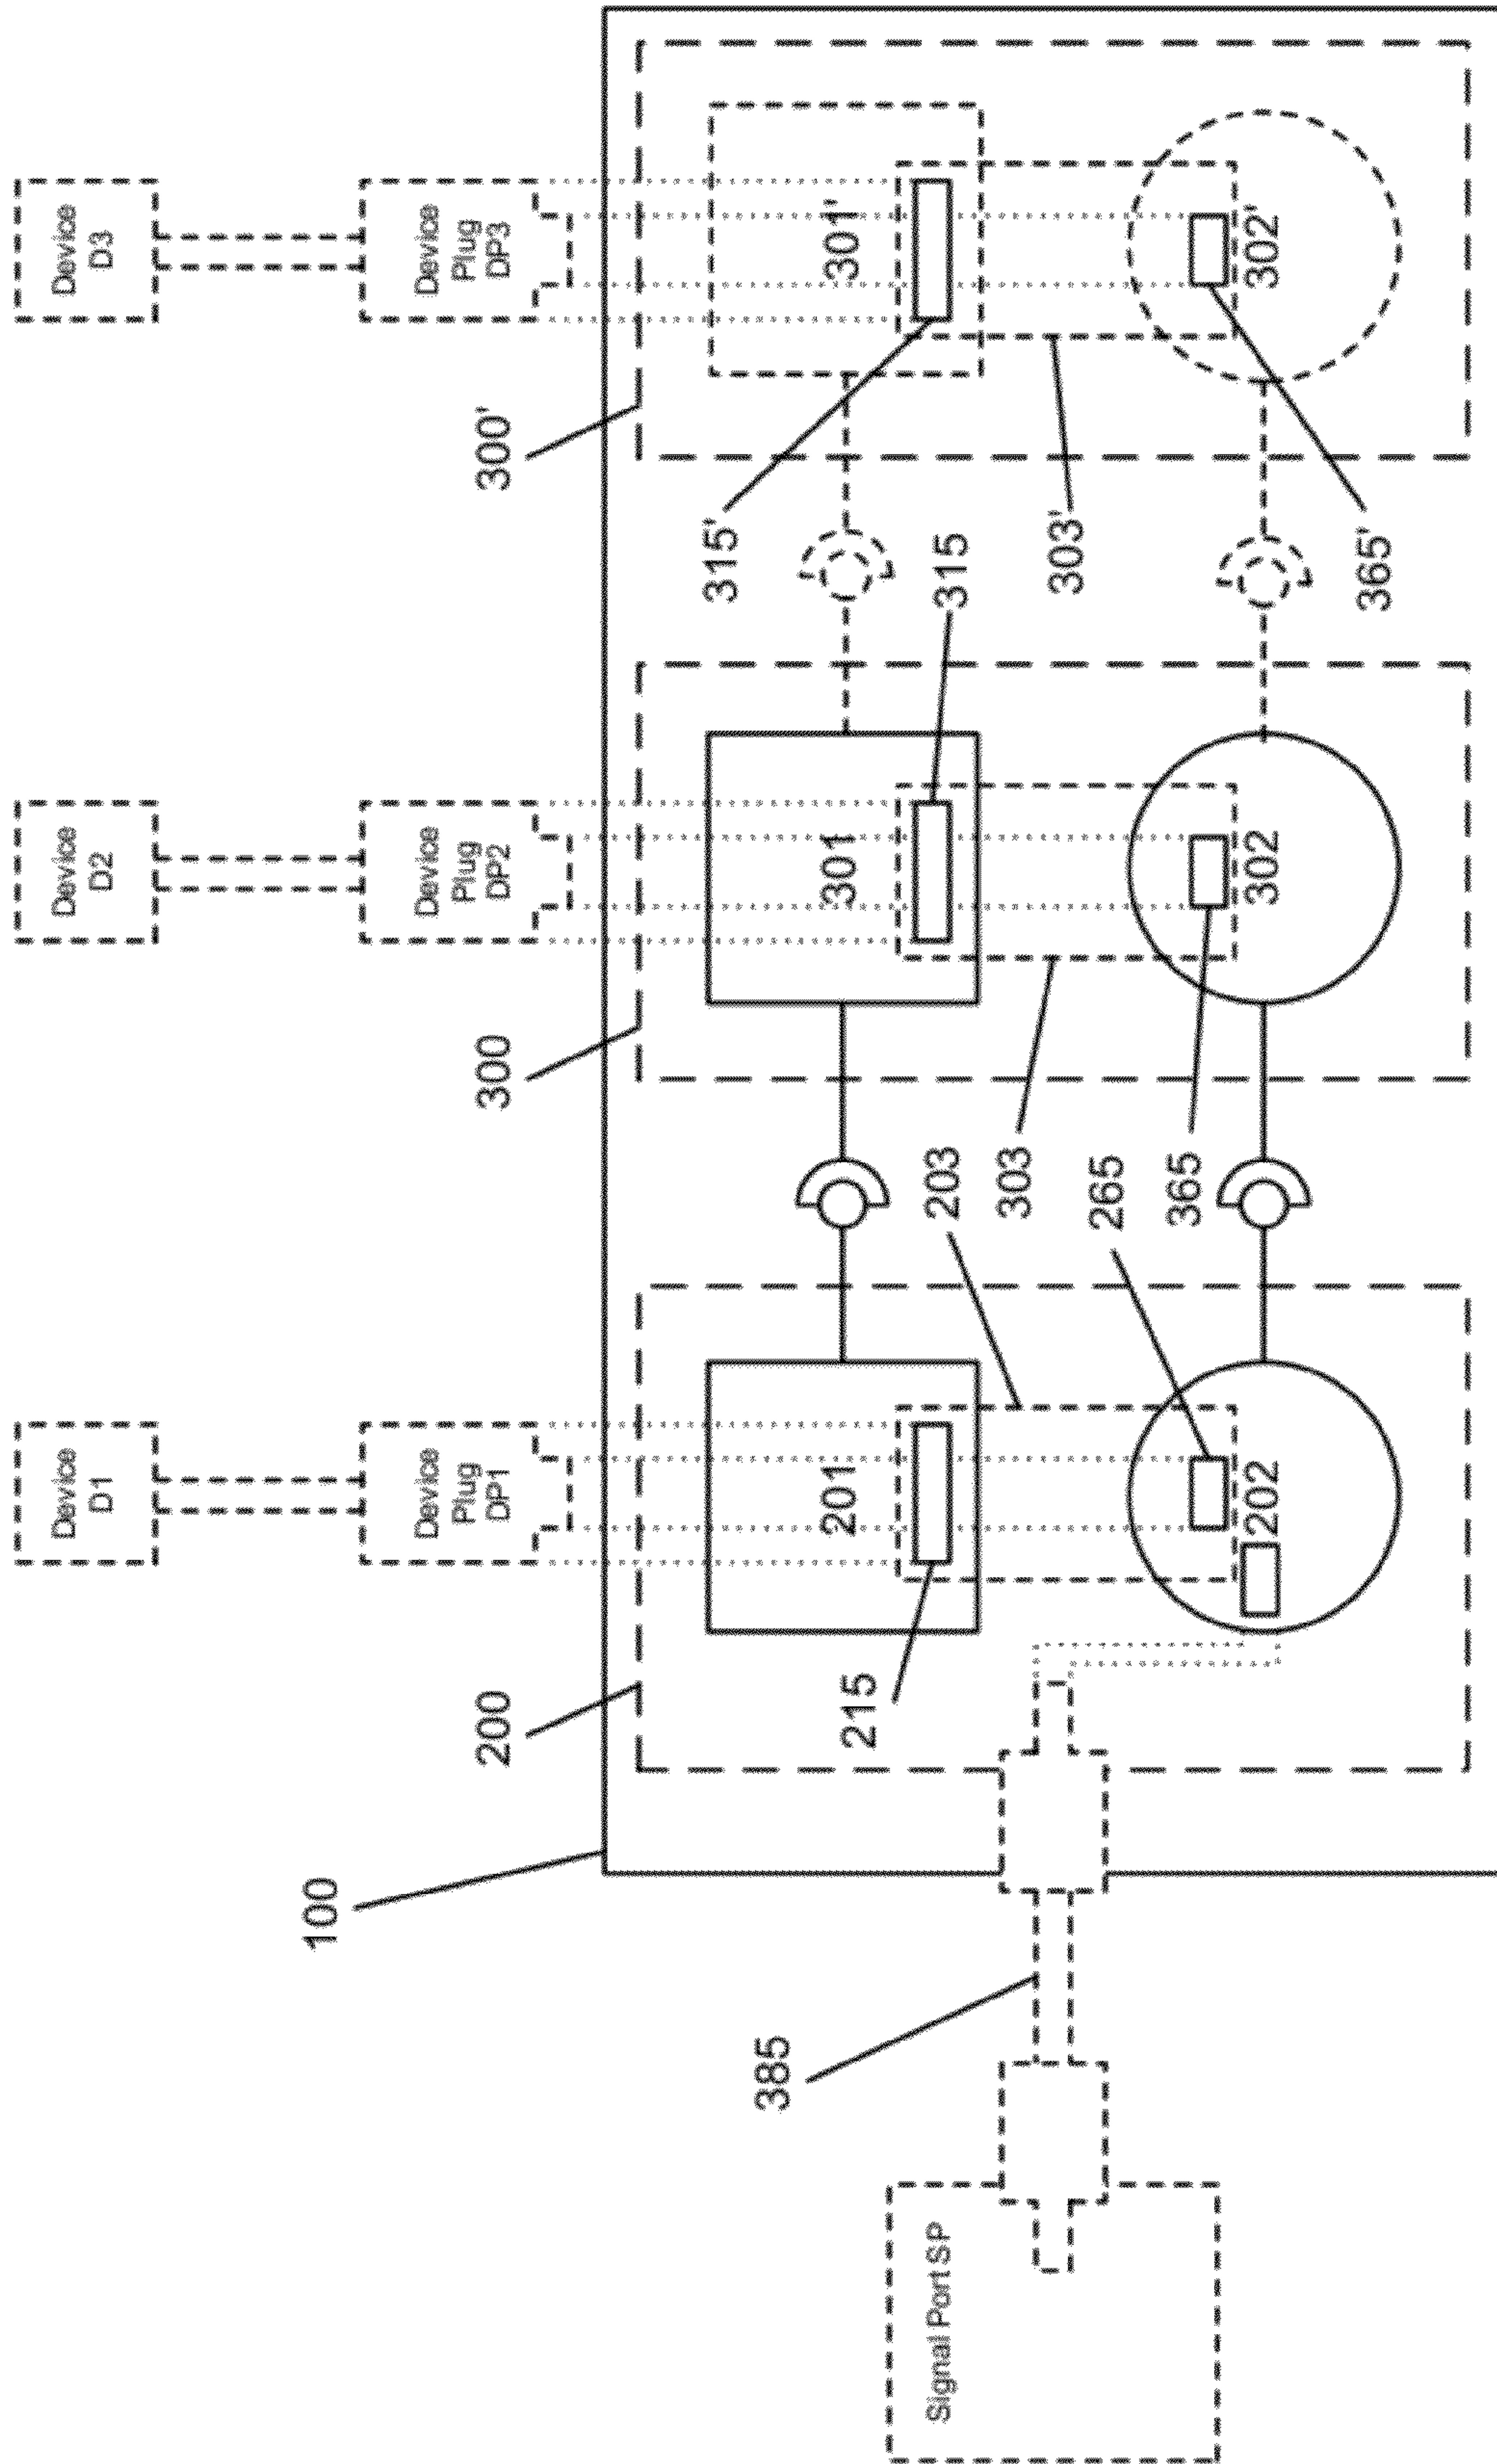 Device
D1
Device
D2
Device
D3
Device
Plug
DP1
Device
Plug
DP2
Device
Plug
DP3
100
200
300
300'
385
215
201
301
301'
315'
315
203
303
303'
265
365
365'
202
302
302'
Signal Port SP